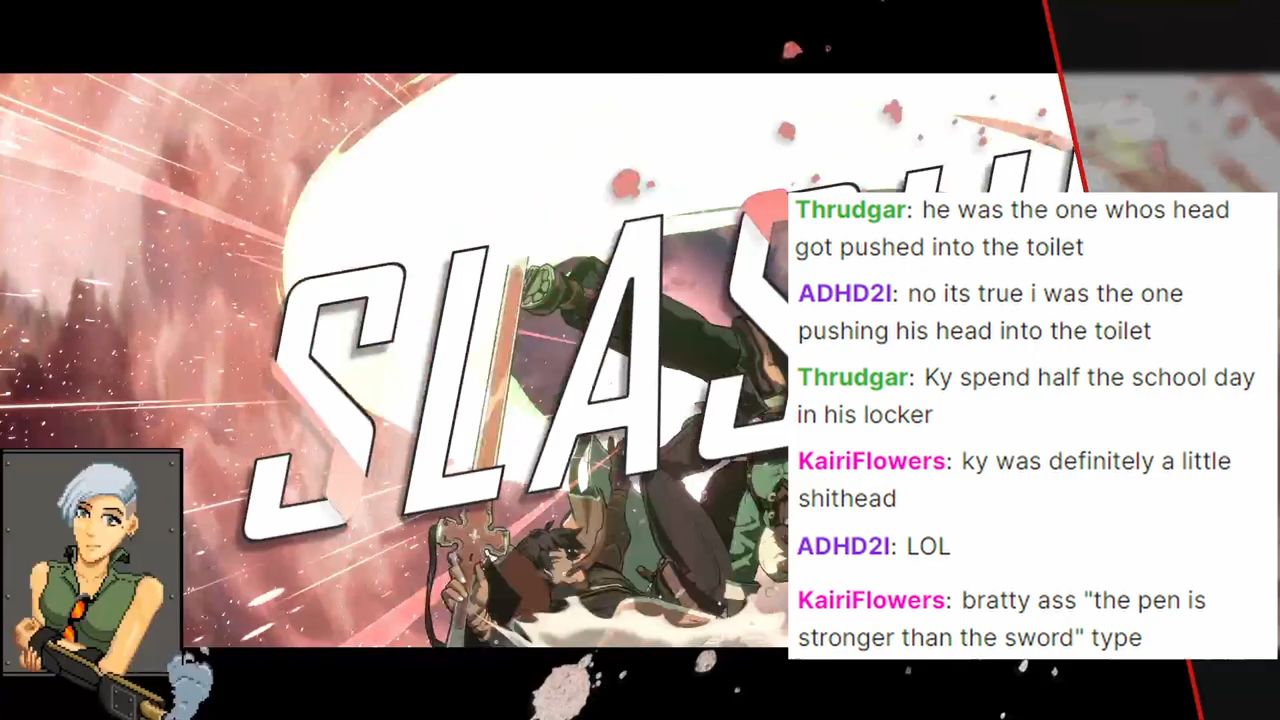 SLAS
Thrudgar: he was the one whos head
got pushed into the toilet
ADHD2I: no its true i was the one
pushing his head into the toilet
Thrudgar: Ky spend half the school day
in his locker
KairiFlowers: ky was definitely a little
shithead
ADHD2I: LOL
KairiFlowers: bratty ass "the pen is
stronger than the sword" type